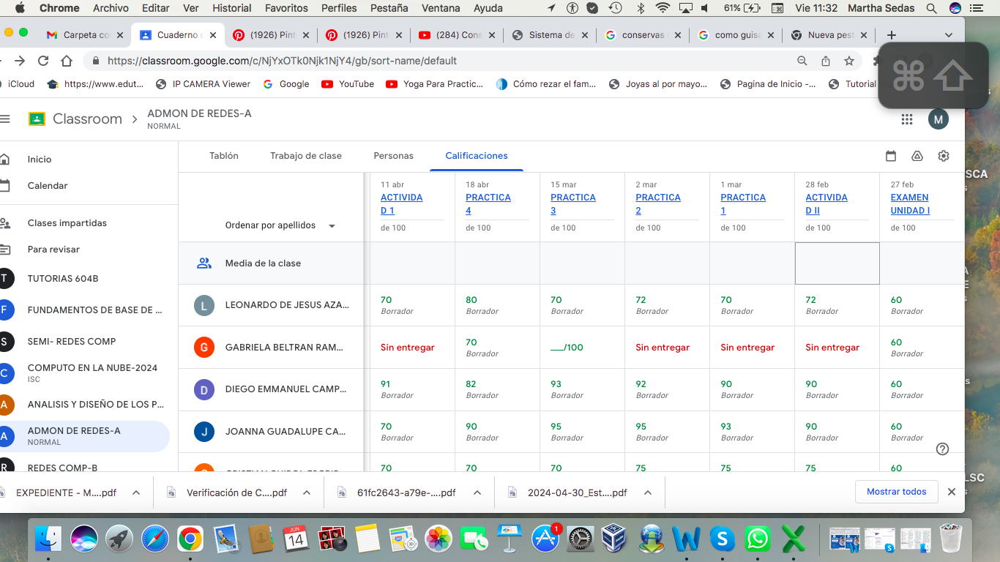 Chrome Archivo Editar Ver Historial Favoritos Perfiles Pestaña Ventana Ayuda 61% Vie 11:32 Martha Sedas
Carpeta co Cuaderno (1926) Pint (1926) Pint (284) Cons Sistema de conservas como guisa Nueva pest
https://classroom.google.com/c/NjYxOTk0Njk1NjY4/gb/sort-name/default
iCloud https://www.edut... IP CAMERA Viewer Google YouTube Yoga Para Practic... Cómo rezar el fam... Joyas al por mayo... Pagina de Inicio -... Tutorial
Classroom > ADMON DE REDES-A
NORMAL
M
Tablón Trabajo de clase Personas Calificaciones
Inicio
Calendar
Clases impartidas
Para revisar
T TUTORIAS 604B
F FUNDAMENTOS DE BASE DE ...
S SEMI- REDES COMP
C COMPUTO EN LA NUBE-2024
ISC
A ANALISIS Y DISEÑO DE LOS P...
A ADMON DE REDES-A
NORMAL
R REDES COMP-B
11 abr 18 abr 15 mar 2 mar 1 mar 28 feb 27 feb
ACTIVIDA PRACTICA PRACTICA PRACTICA PRACTICA ACTIVIDA EXAMEN
D 1 4 3 2 1 D II UNIDAD I
Ordenar por apellidos de 100 de 100 de 100 de 100 de 100 de 100 de 100
Media de la clase
L LEONARDO DE JESUS AZA... 70 80 70 72 70 72 60
Borrador Borrador Borrador Borrador Borrador Borrador Borrador
G GABRIELA BELTRAN RAM... Sin entregar 70 ___/100 Sin entregar Sin entregar Sin entregar 60
Borrador Borrador
D DIEGO EMMANUEL CAMP... 91 82 93 92 90 90 60
Borrador Borrador Borrador Borrador Borrador Borrador Borrador
J JOANNA GUADALUPE CA... 70 90 95 95 93 90 60
Borrador Borrador Borrador Borrador Borrador Borrador Borrador
70 70 70 75 75 75 60
EXPEDIENTE - M....pdf Verificación de C....pdf 61fc2643-a79e-....pdf 2024-04-30_Est....pdf Mostrar todos
SCA
LSC
JUN
14
1